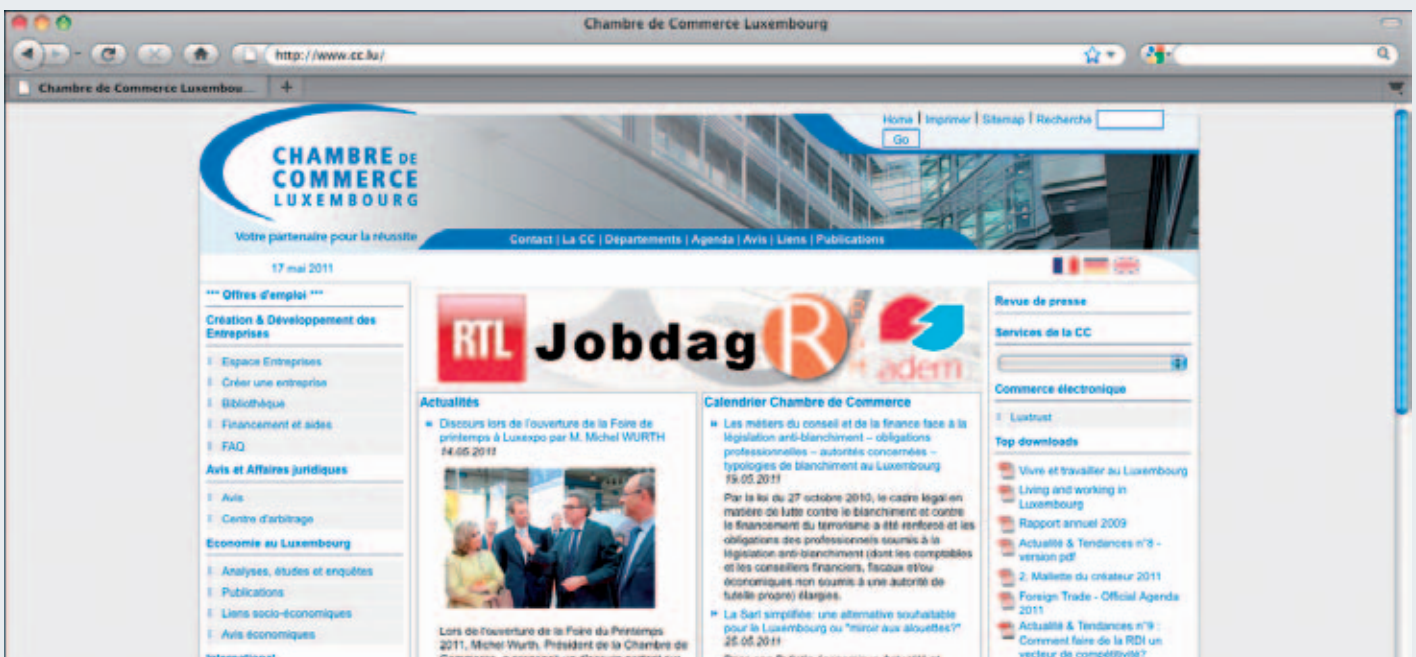 Chambre de Commerce Luxembourg
http://www.cc.lu/
Chambre de Commerce Luxembou...
Home | Imprimer | Sitemap | Recherche
Go
CHAMBRE DE
COMMERCE
LUXEMBOURG
Votre partenaire pour la réussite
Contact | La CC | Départements | Agenda | Avis | Liens | Publications
17 mai 2011
*** Offres d'emploi ***
Création & Développement des
Entreprises
Espace Entreprises
Créer une entreprise
Bibliothèque
Financement et aides
FAQ
Avis et Affaires juridiques
Avis
Centre d'arbitrage
Economie au Luxembourg
Analyses, études et enquêtes
Publications
Liens socio-économiques
Avis économiques
International
RTL Jobdag R adem
Actualités
Discours lors de l'ouverture de la Foire de
printemps à Luxexpo par M. Michel WURTH
14.05.2011
Lors de l'ouverture de la Foire du Printemps
2011, Michel Wurth, Président de la Chambre de
Calendrier Chambre de Commerce
Les métiers du conseil et de la finance face à la
législation anti-blanchiment – obligations
professionnelles – autorités concernées –
typologies de blanchiment au Luxembourg
19.05.2011
Par la loi du 27 octobre 2010, le cadre légal en
matière de lutte contre le blanchiment et contre
le financement du terrorisme a été renforcé et les
obligations des professionnels soumis à la
législation anti-blanchiment (dont les comptables
et les conseillers financiers, fiscaux et/ou
économiques non soumis à une autorité de
tutelle propre) élargies.
La Sarl simplifiée: une alternative souhaitable
pour le Luxembourg ou "miroir aux alouettes?"
25.05.2011
Revue de presse
Services de la CC
Commerce électronique
Luxtrust
Top downloads
Vivre et travailler au Luxembourg
Living and working in
Luxembourg
Rapport annuel 2009
Actualité & Tendances n°8 -
version pdf
2. Mallette du créateur 2011
Foreign Trade - Official Agenda
2011
Actualité & Tendances n°9 :
Comment faire de la RDI un
vecteur de compétitivité?